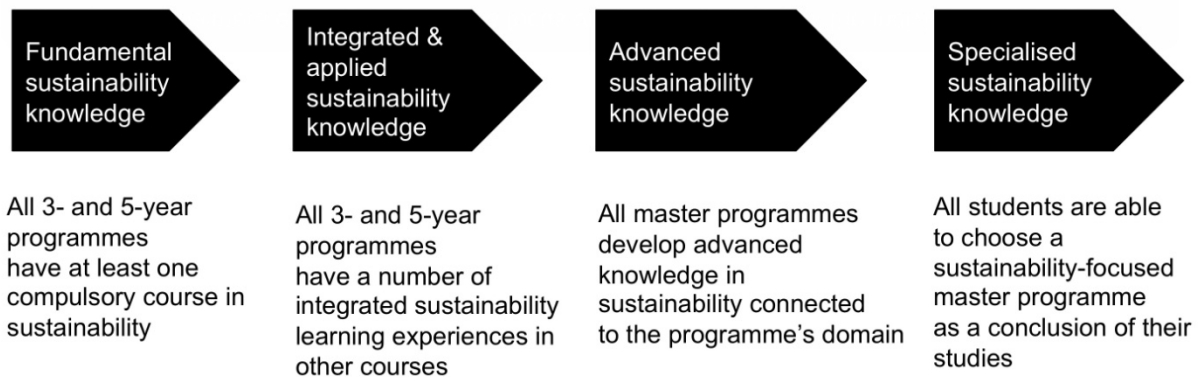 Fundamental
sustainability
knowledge
Integrated &
applied
sustainability
knowledge
Advanced
sustainability
knowledge
Specialised
sustainability
knowledge
All 3- and 5-year
programmes
have at least one
compulsory course in
sustainability
All 3- and 5-year
programmes
have a number of
integrated sustainability
learning experiences in
other courses
All master programmes
develop advanced
knowledge in
sustainability connected
to the programme’s domain
All students are able
to choose a
sustainability-focused
master programme
as a conclusion of their
studies